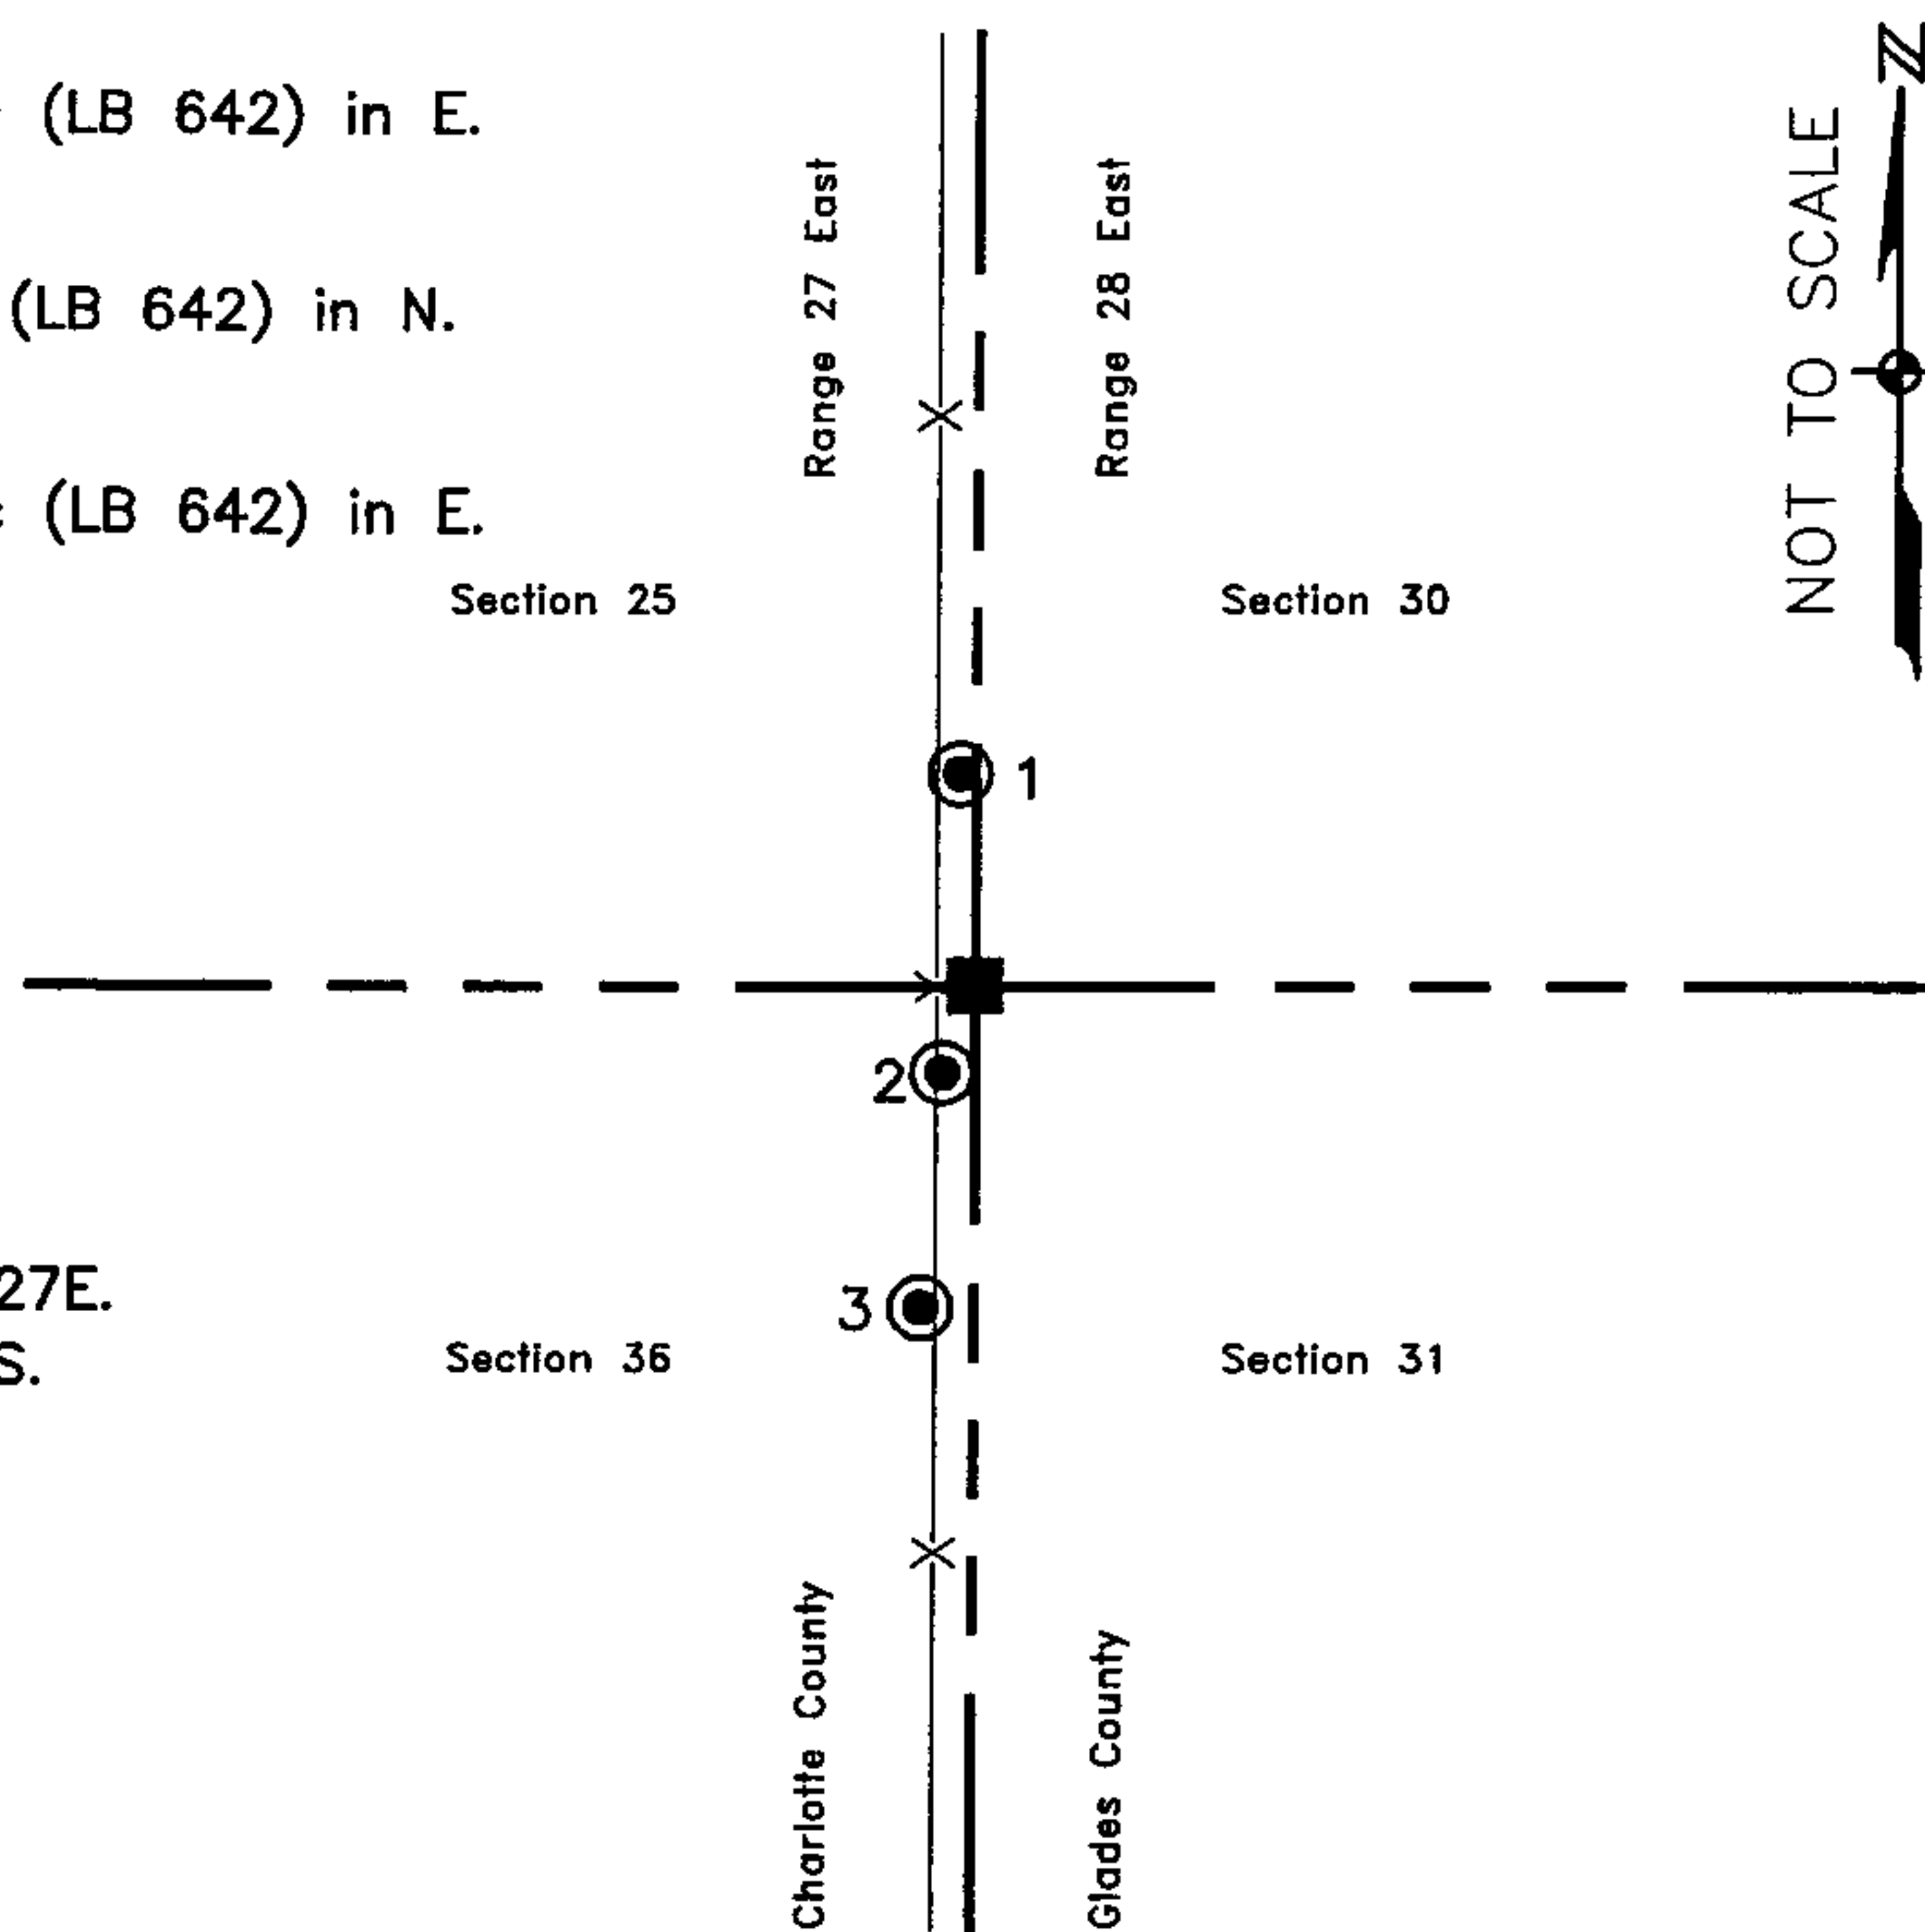 (LB 642) in E.
(LB 642) in N.
(LB 642) in E.
Range 27 East
Range 28 East
N
NOT TO SCALE
Section 25
Section 30
1
2
3
27E.
S.
Section 36
Section 31
Charlotte County
Glades County